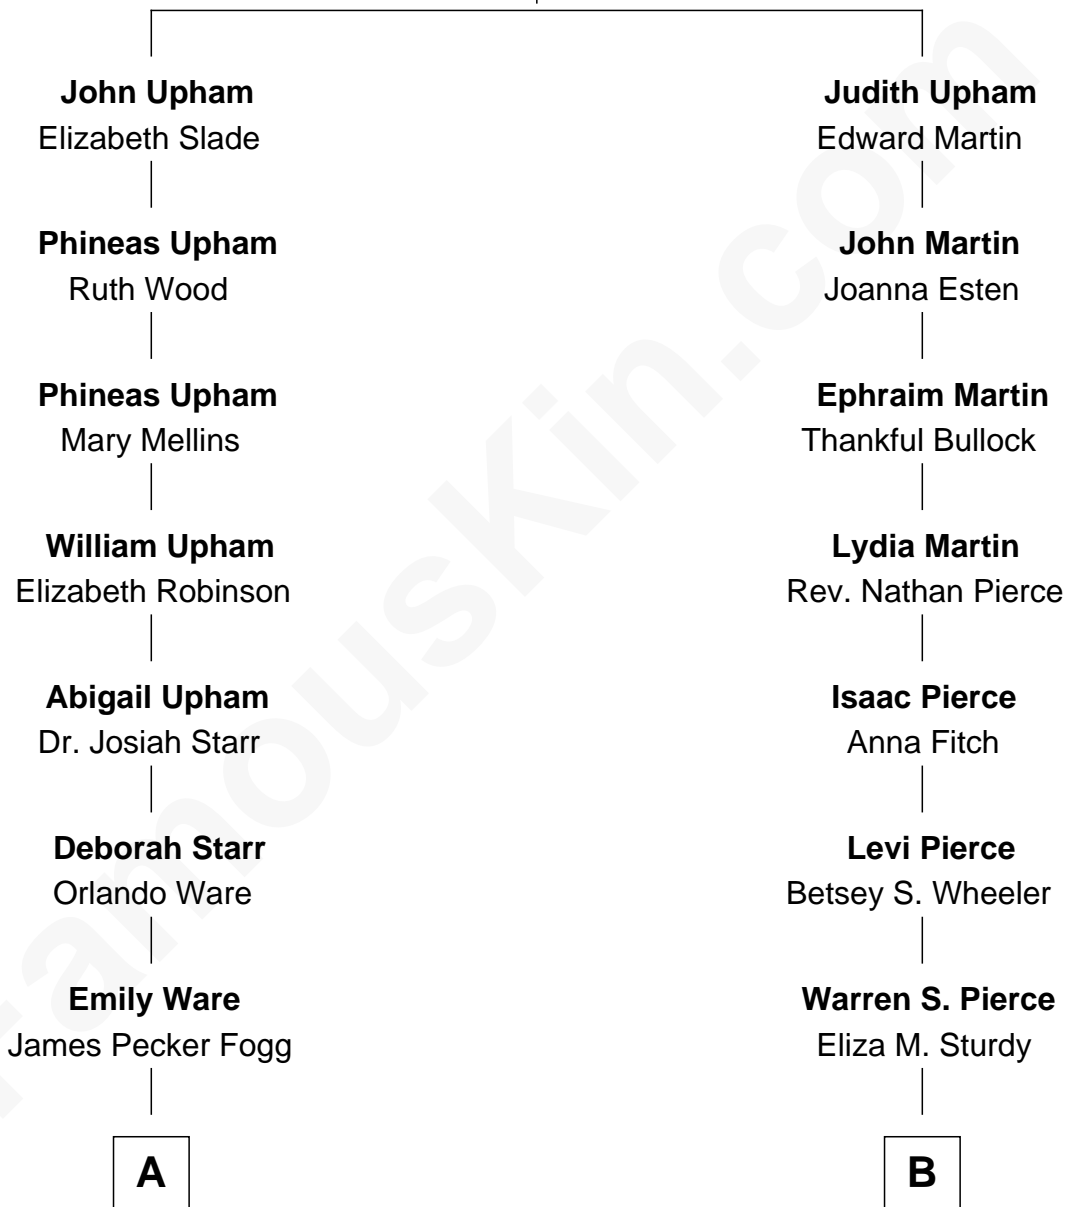 John Upham
Elizabeth Slade
Phineas Upham
Ruth Wood
Phineas Upham
Mary Mellins
William Upham
Elizabeth Robinson
Abigail Upham
Dr. Josiah Starr
Deborah Starr
Orlando Ware
Emily Ware
James Pecker Fogg
A
Judith Upham
Edward Martin
John Martin
Joanna Esten
Ephraim Martin
Thankful Bullock
Lydia Martin
Rev. Nathan Pierce
Isaac Pierce
Anna Fitch
Levi Pierce
Betsey S. Wheeler
Warren S. Pierce
Eliza M. Sturdy
B
FamousKin.com